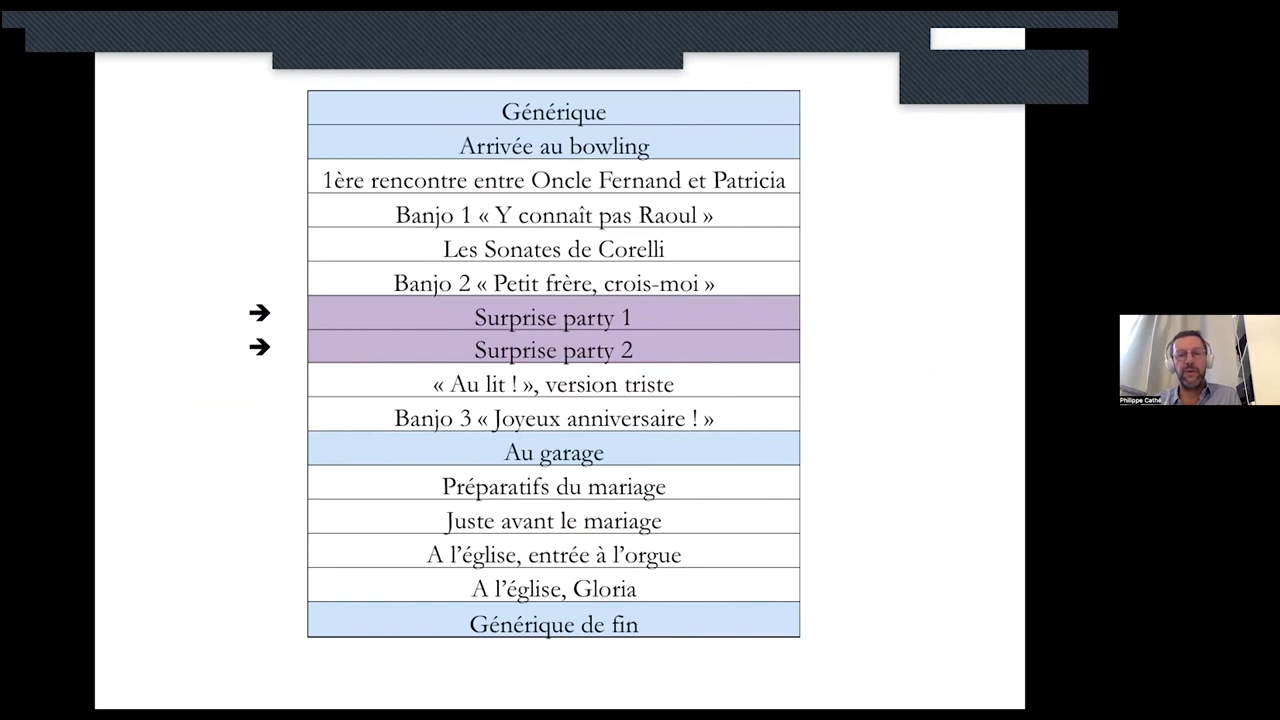 Générique
Arrivée au bowling
1ère rencontre entre Oncle Fernand et Patricia
Banjo 1 « Y connaît pas Raoul »
Les Sonates de Corelli
Banjo 2 « Petit frère, crois-moi »
➔ Surprise party 1
➔ Surprise party 2
« Au lit ! », version triste
Banjo 3 « Joyeux anniversaire ! »
Au garage
Préparatifs du mariage
Juste avant le mariage
A l’église, entrée à l’orgue
A l’église, Gloria
Générique de fin
Philippe Cathé